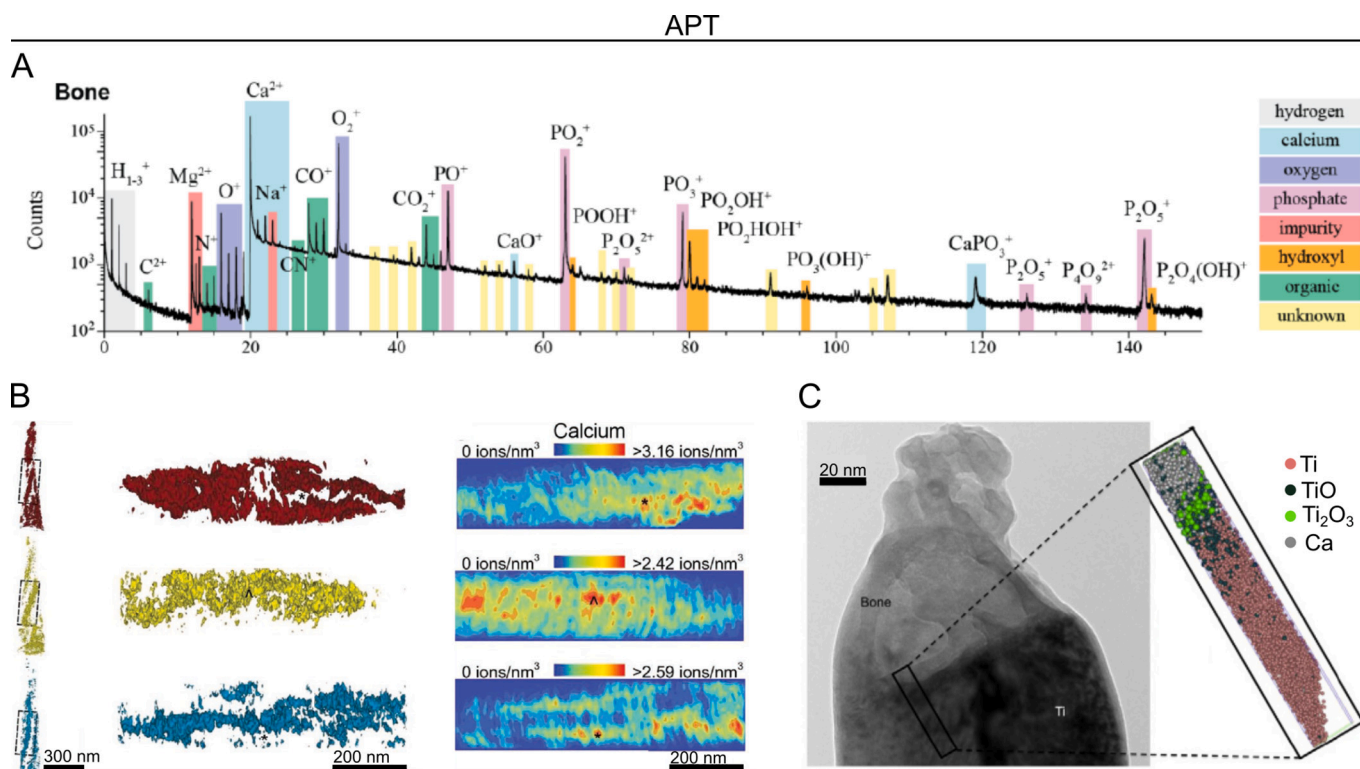 APT
A
Bone
Counts
10⁵
10⁴
10³
10²
H₁₋₃⁺
C²⁺
Mg²⁺
N⁺
O⁺
Ca²⁺
Na⁺
CN⁺
CO⁺
O₂⁺
CO₂⁺
PO⁺
CaO⁺
PO₂⁺
POOH⁺
P₂O₅²⁺
PO₃⁺
PO₂OH⁺
PO₂HOH⁺
PO₃(OH)⁺
CaPO₃⁺
P₂O₅⁺
P₄O₉²⁺
P₂O₅⁺
P₂O₄(OH)⁺
0 20 40 60 80 100 120 140
hydrogen
calcium
oxygen
phosphate
impurity
hydroxyl
organic
unknown
B
Calcium
0 ions/nm³ >3.16 ions/nm³
*
*
0 ions/nm³ >2.42 ions/nm³
^
^
0 ions/nm³ >2.59 ions/nm³
*
*
300 nm
200 nm
200 nm
C
20 nm
Bone
Ti
Ti
TiO
Ti₂O₃
Ca